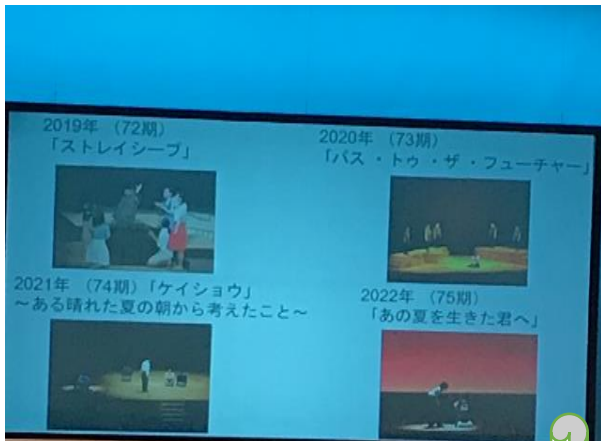 2019年 （72期）
「ストレイシープ」
2020年 （73期）
「パス・トゥ・ザ・フューチャー」
2021年 （74期）「ケイショウ」
～ある晴れた夏の朝から考えたこと～
2022年 （75期）
「あの夏を生きた君へ」